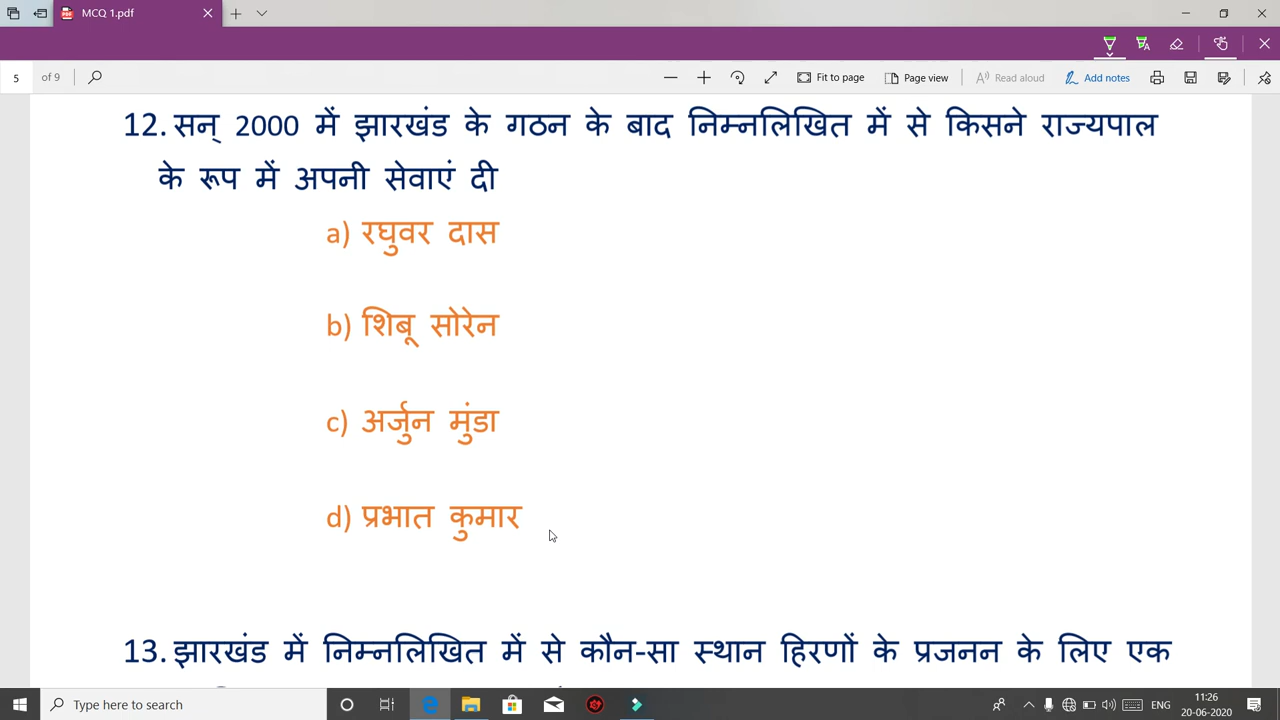 MCQ 1.pdf
5 of 9 Fit to page Page view Read aloud Add notes
12. सन् 2000 में झारखंड के गठन के बाद निम्नलिखित में से किसने राज्यपाल
के रूप में अपनी सेवाएं दी
a) रघुवर दास
b) शिबू सोरेन
c) अर्जुन मुंडा
d) प्रभात कुमार
13. झारखंड में निम्नलिखित में से कौन-सा स्थान हिरणों के प्रजनन के लिए एक
Type here to search ENG 11:26
20-06-2020